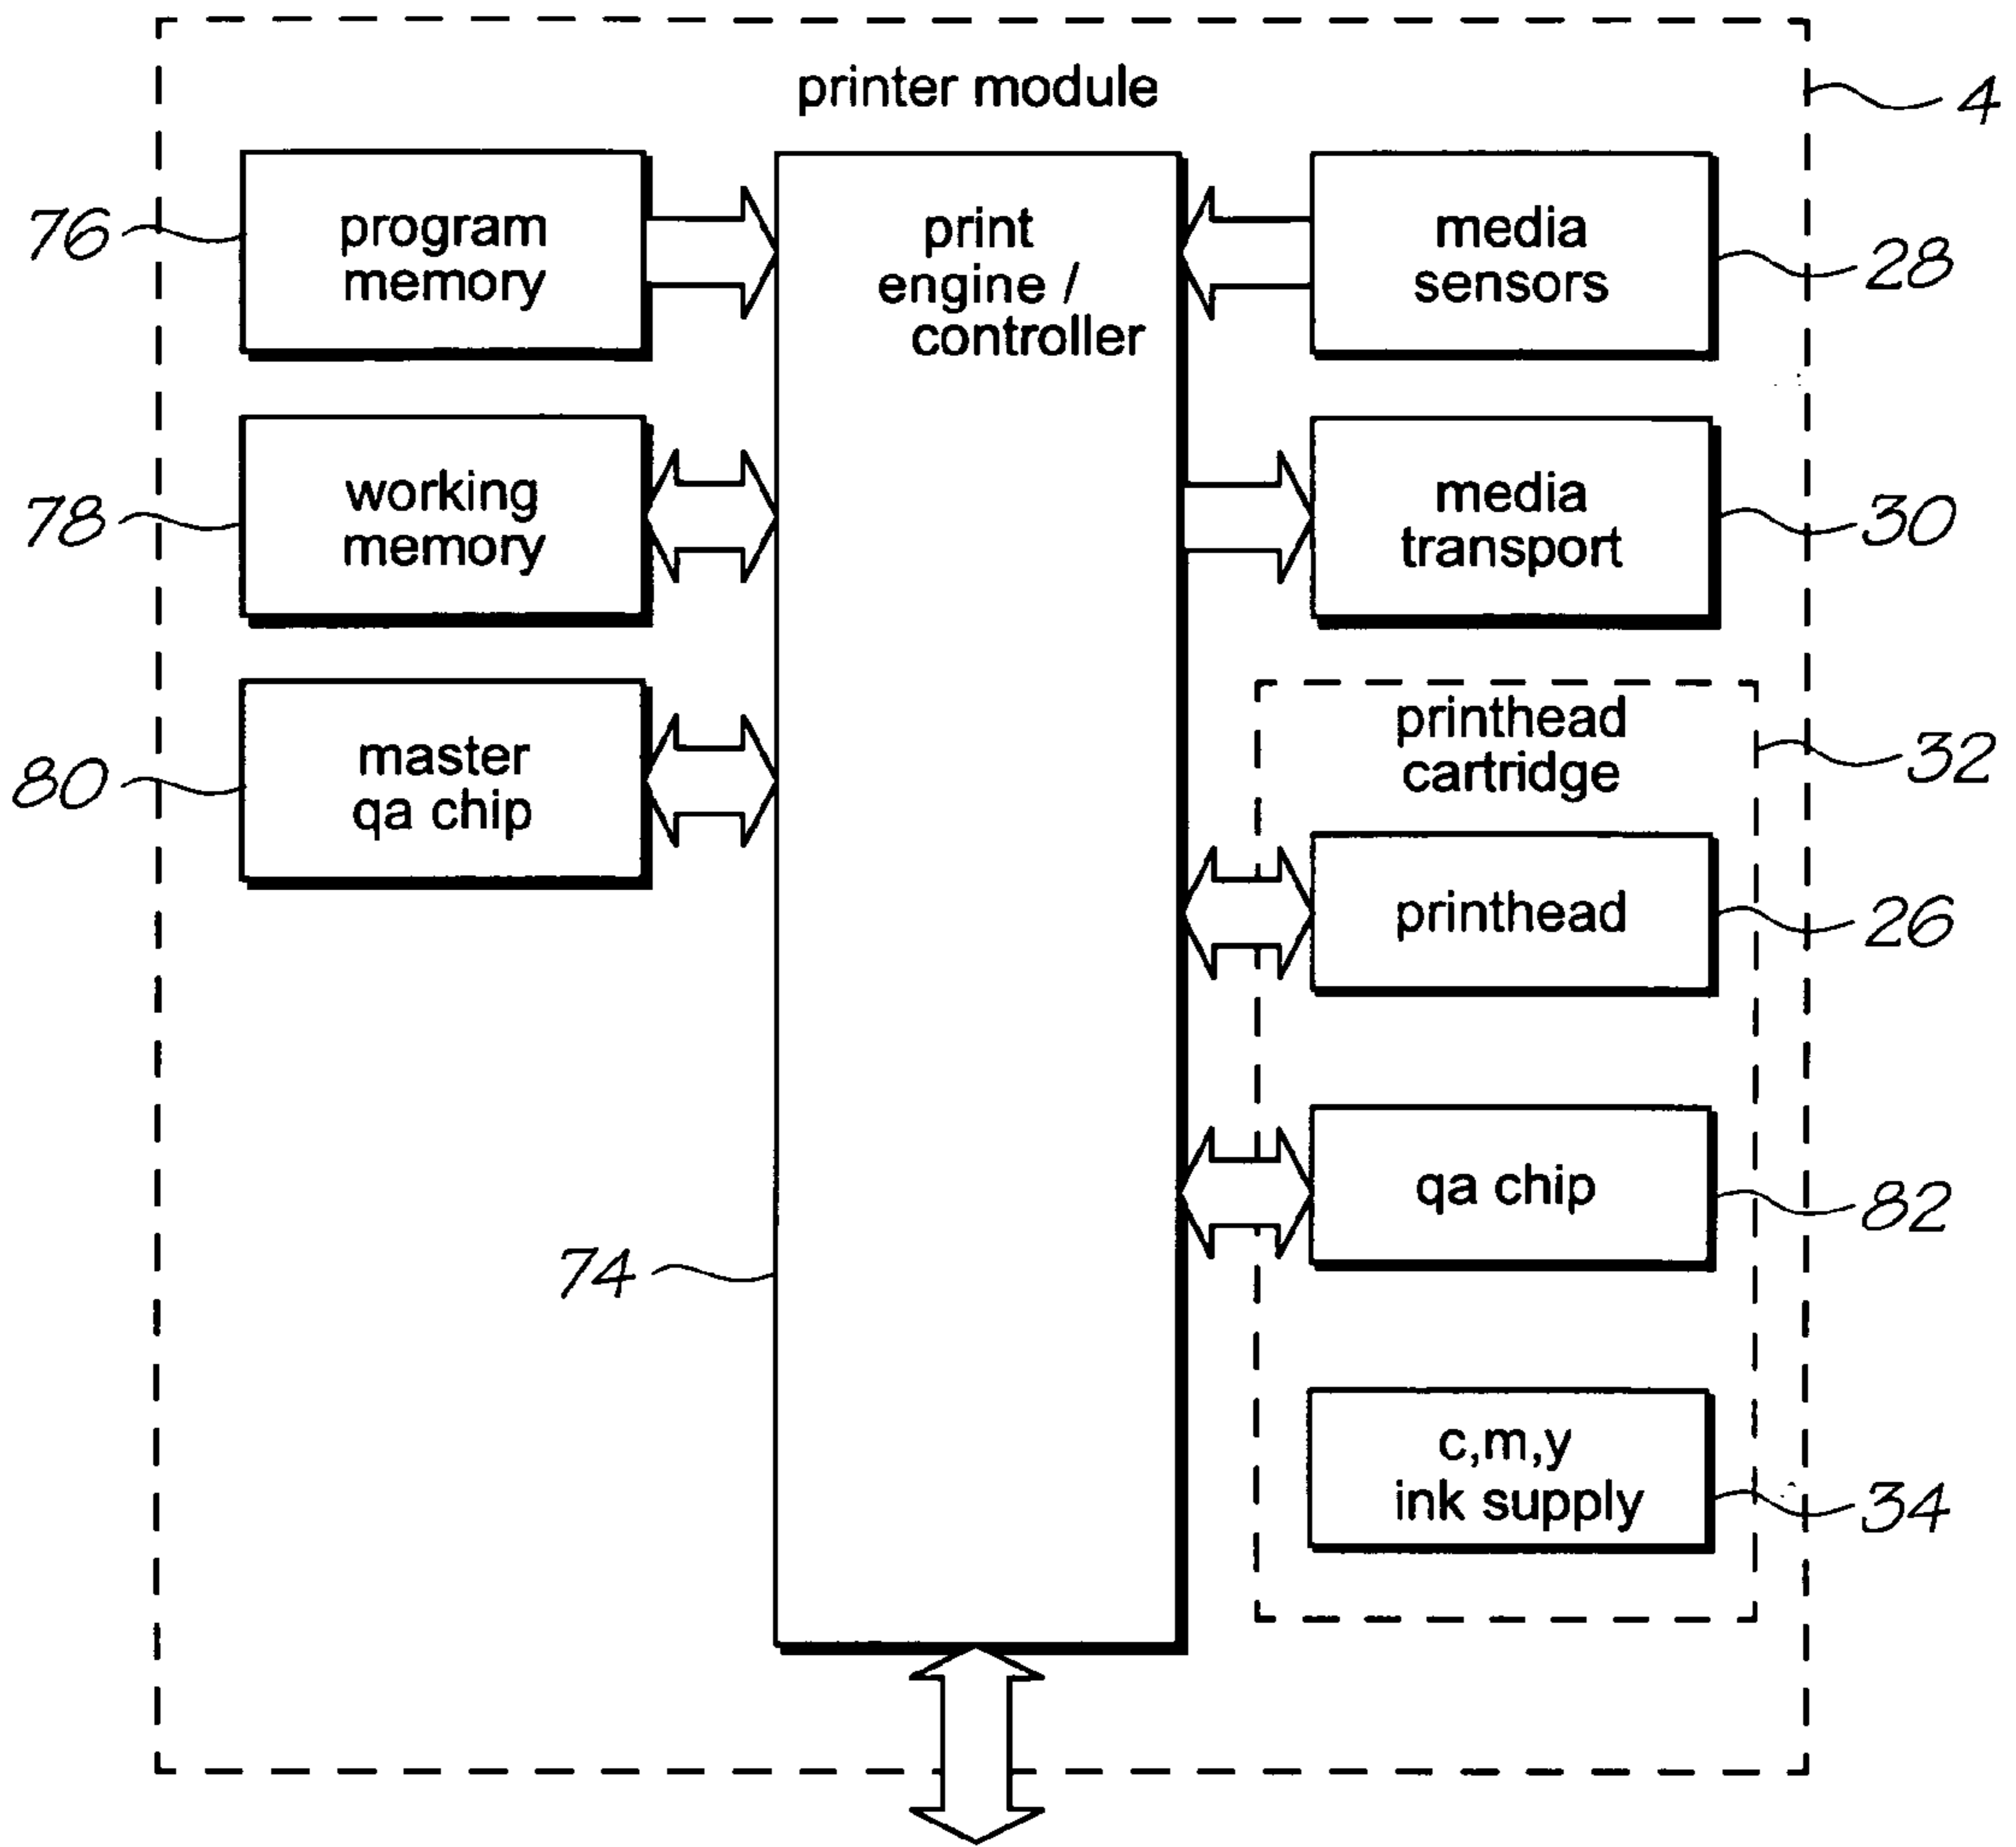 printer module
4
76
program
memory
print
engine /
controller
media
sensors
28
78
working
memory
media
transport
30
80
master
qa chip
printhead
cartridge
32
printhead
26
qa chip
82
74
c,m,y
ink supply
34